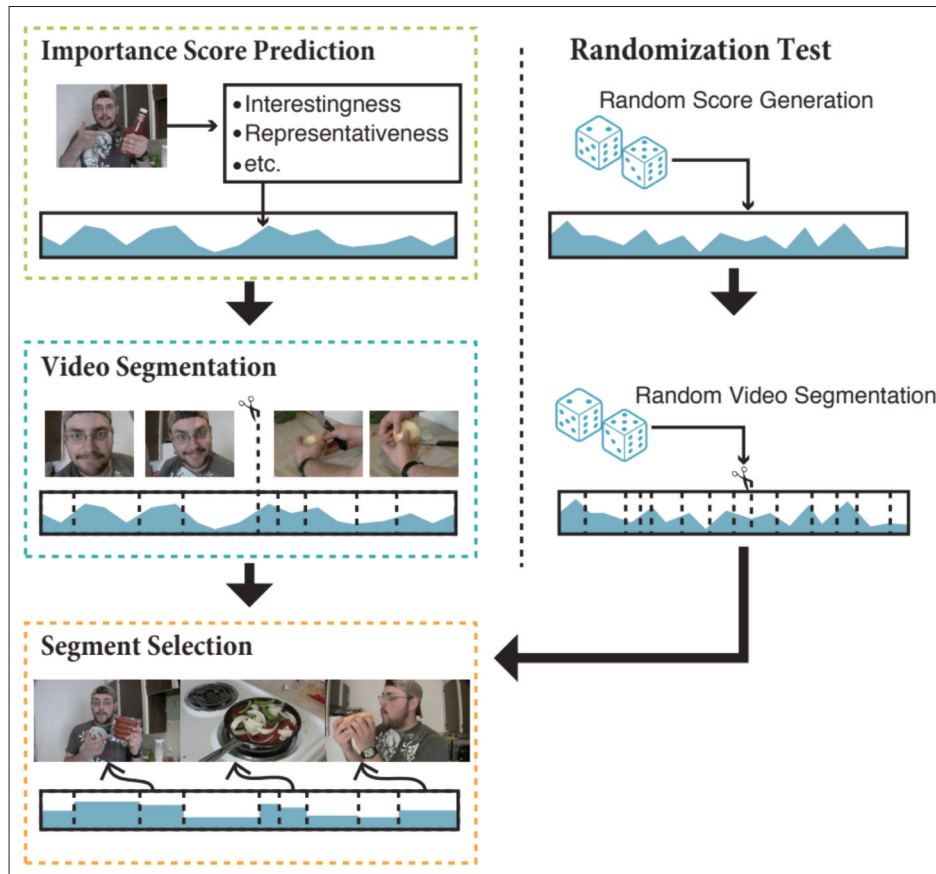 Importance Score Prediction
• Interestingness
• Representativeness
• etc.
Video Segmentation
Segment Selection
Randomization Test
Random Score Generation
Random Video Segmentation